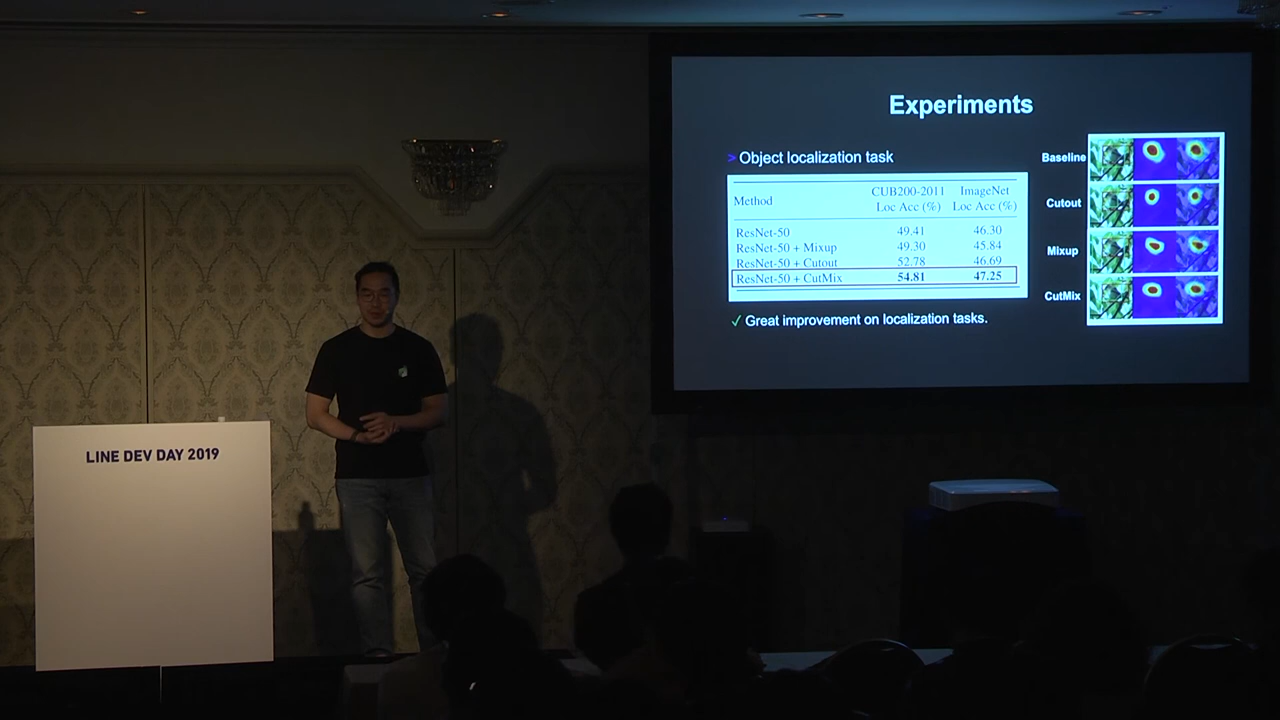 LINE DEV DAY 2019
Experiments
> Object localization task
Method CUB200-2011 Loc Acc (%) ImageNet Loc Acc (%)
ResNet-50 49.41 46.30
ResNet-50 + Mixup 49.30 45.84
ResNet-50 + Cutout 52.78 46.69
ResNet-50 + CutMix 54.81 47.25
✓ Great improvement on localization tasks.
Baseline
Cutout
Mixup
CutMix